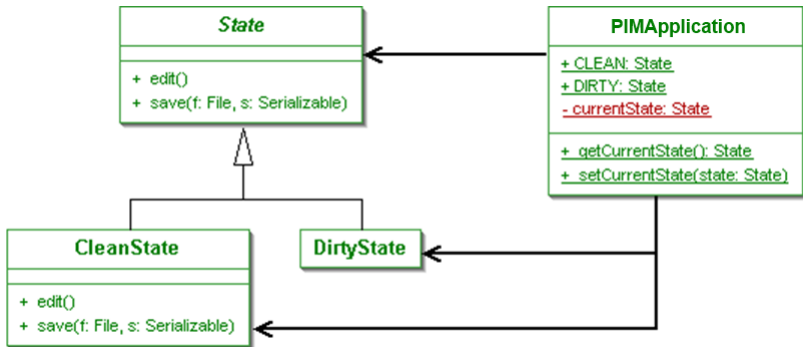 State
+ edit()
+ save(f: File, s: Serializable)
PIMApplication
+ CLEAN: State
+ DIRTY: State
- currentState: State
+ getCurrentState(): State
+ setCurrentState(state: State)
CleanState
+ edit()
+ save(f: File, s: Serializable)
DirtyState